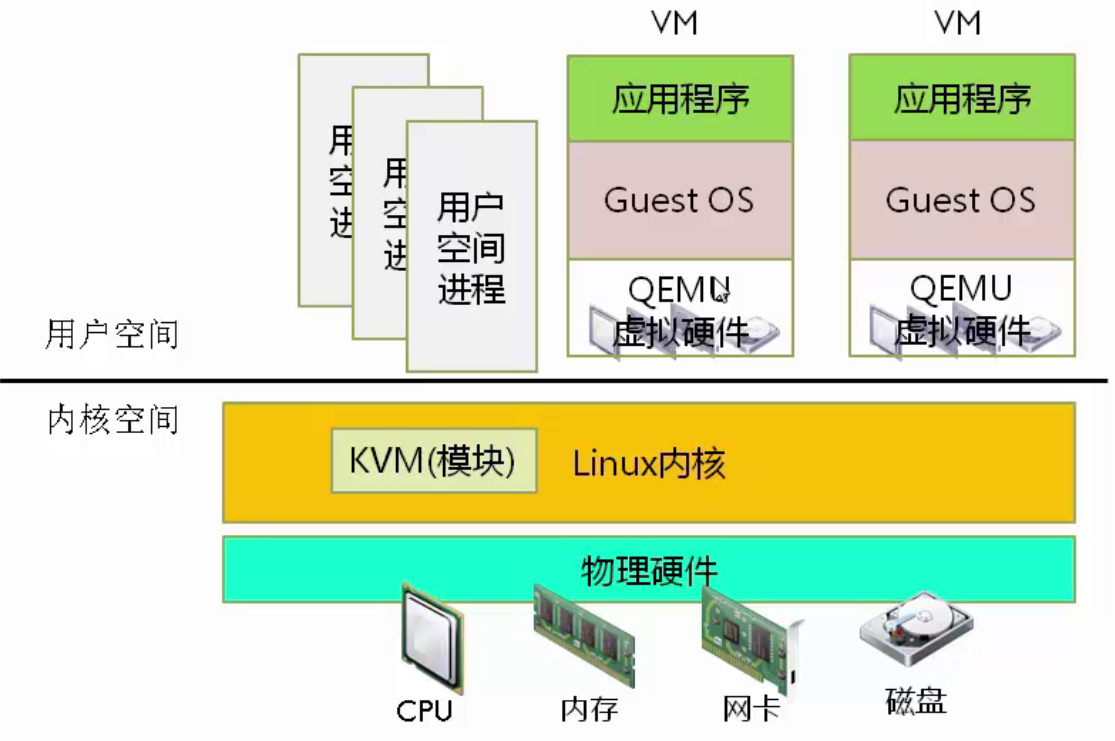 VM
VM
用
空
进
用
空
进
用户
空间
进程
应用程序
Guest OS
QEMU
虚拟硬件
应用程序
Guest OS
QEMU
虚拟硬件
用户空间
内核空间
KVM(模块)
Linux内核
物理硬件
CPU
内存
网卡
磁盘